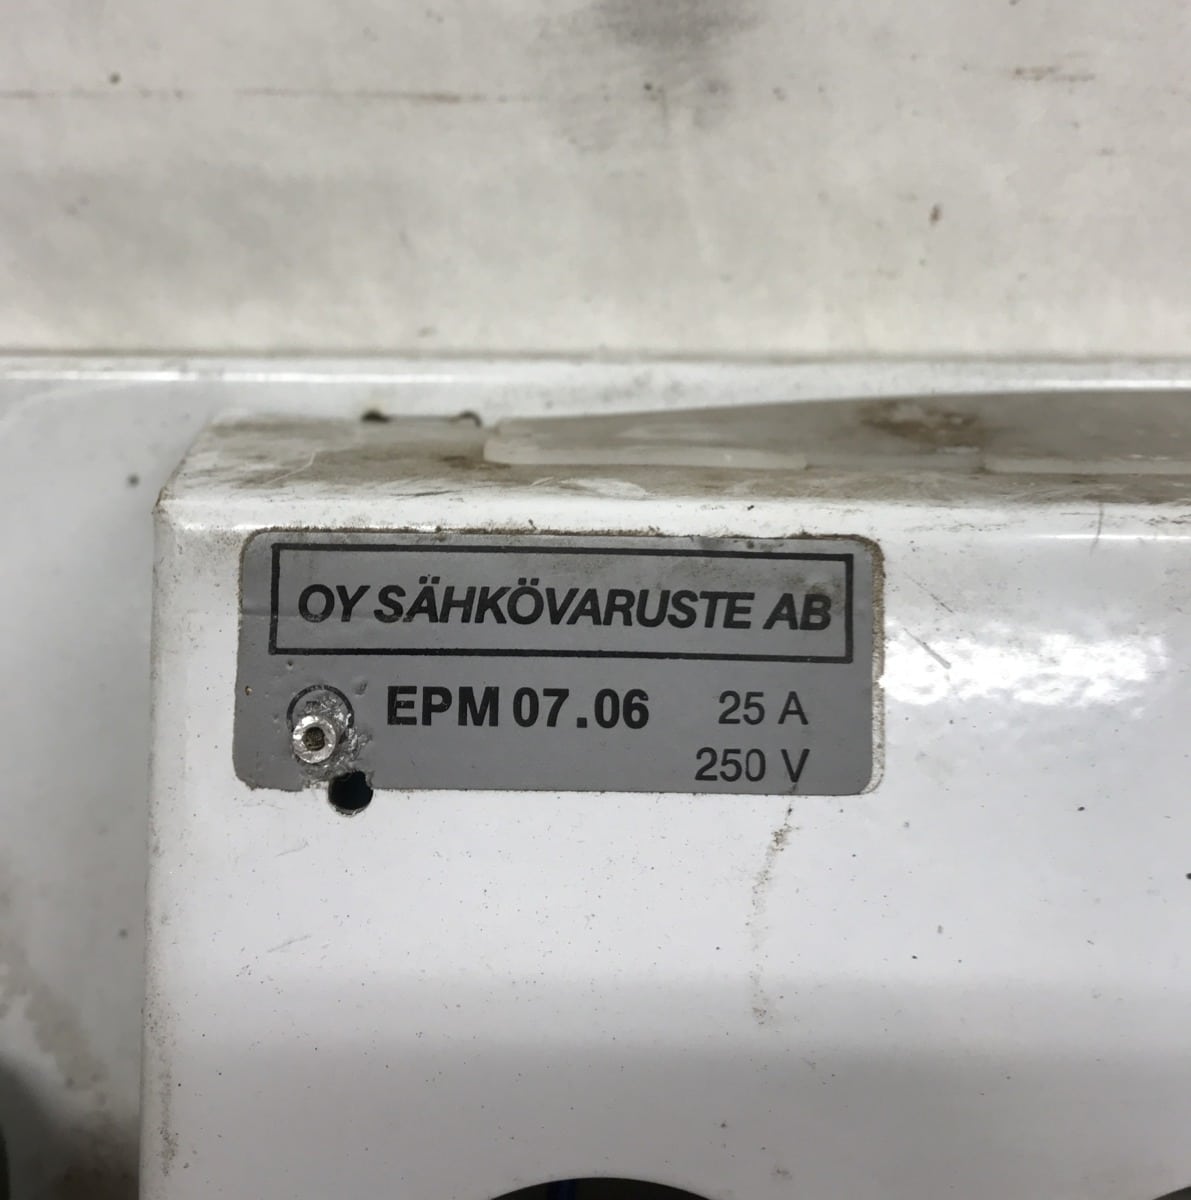 OY SÄHKÖVARUSTE AB
EPM 07.06 25 A
250 V